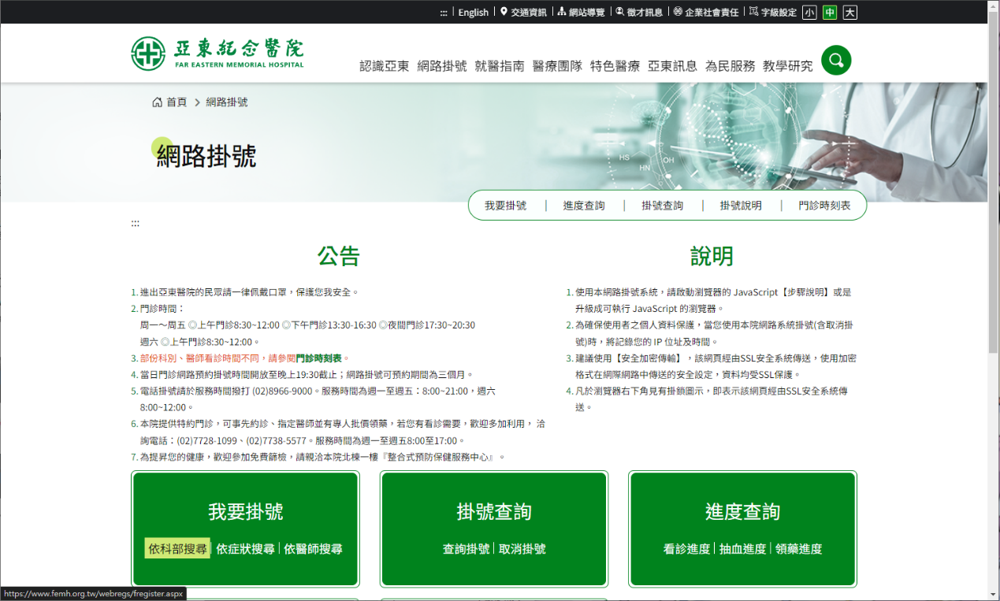 :::
English
交通資訊
網站導覽
徵才訊息
企業社會責任
字級設定 小 中 大
亞東紀念醫院
FAR EASTERN MEMORIAL HOSPITAL
認識亞東 網路掛號 就醫指南 醫療團隊 特色醫療 亞東訊息 為民服務 教學研究
首頁 > 網路掛號
網路掛號
HS
HN
OH
我要掛號 | 進度查詢 | 掛號查詢 | 掛號說明 | 門診時刻表
:::
公告
1. 進出亞東醫院的民眾請一律佩戴口罩，保護您我安全。
2. 門診時間：
周一～周五 ◎上午門診8:30~12:00 ◎下午門診13:30-16:30 ◎夜間門診17:30~20:30
週六 ◎上午門診8:30~12:00。
3. 部份科別、醫師看診時間不同，請參閱門診時刻表。
4. 當日門診網路預約掛號時間開放至晚上19:30截止；網路掛號可預約期間為三個月。
5. 電話掛號請於服務時間撥打 (02)8966-9000。服務時間為週一至週五：8:00~21:00，週六
8:00~12:00。
6. 本院提供特約門診，可事先約診、指定醫師並有專人批價領藥，若您有看診需要，歡迎多加利用， 洽
詢電話：(02)7728-1099、(02)7738-5577。服務時間為週一至週五8:00至17:00。
7. 為提昇您的健康，歡迎參加免費篩檢，請親洽本院北棟一樓『整合式預防保健服務中心』。
說明
1. 使用本網路掛號系統，請啟動瀏覽器的 JavaScript【步驟說明】或是
升級成可執行 JavaScript 的瀏覽器。
2. 為確保使用者之個人資料保護，當您使用本院網路系統掛號(含取消掛
號)時，將記錄您的 IP 位址及時間。
3. 建議使用【安全加密傳輸】，該網頁經由SSL安全系統傳送，使用加密
格式在網際網路中傳送的安全設定，資料均受SSL保護。
4. 凡於瀏覽器右下角見有掛鎖圖示，即表示該網頁經由SSL安全系統傳
送。
我要掛號
依科部搜尋 | 依症狀搜尋 | 依醫師搜尋
掛號查詢
查詢掛號 | 取消掛號
進度查詢
看診進度 | 抽血進度 | 領藥進度
https://www.femh.org.tw/webregs/fregister.aspx